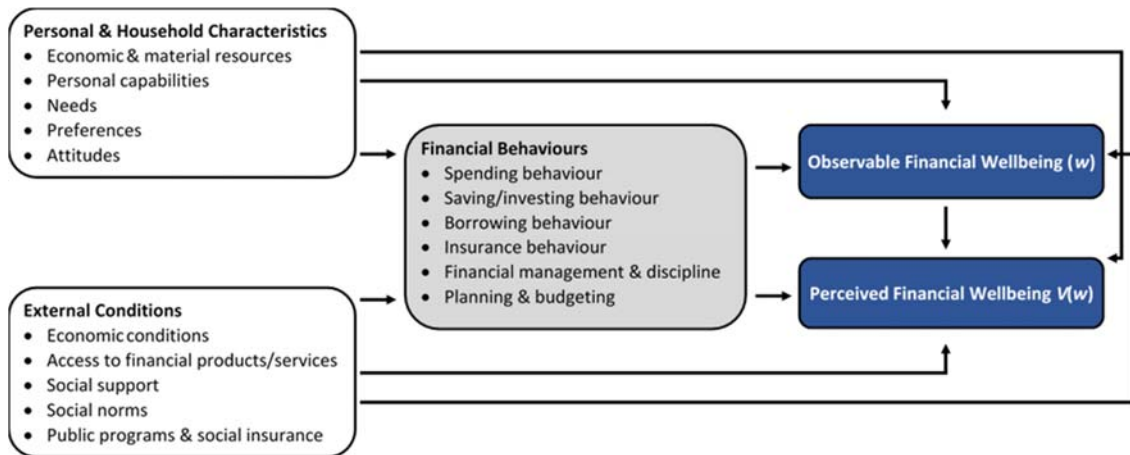 Personal & Household Characteristics
• Economic & material resources
• Personal capabilities
• Needs
• Preferences
• Attitudes
Financial Behaviours
• Spending behaviour
• Saving/investing behaviour
• Borrowing behaviour
• Insurance behaviour
• Financial management & discipline
• Planning & budgeting
Observable Financial Wellbeing (w)
Perceived Financial Wellbeing V(w)
External Conditions
• Economic conditions
• Access to financial products/services
• Social support
• Social norms
• Public programs & social insurance